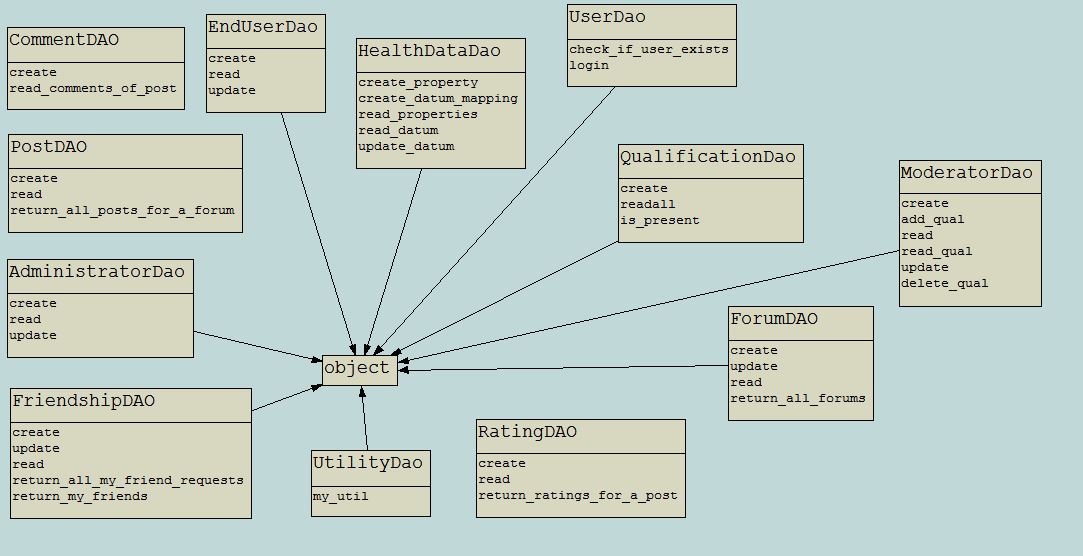 CommentDAO
create
read_comments_of_post
EndUserDao
create
read
update
HealthDataDao
create_property
create_datum_mapping
read_properties
read_datum
update_datum
UserDao
check_if_user_exists
login
PostDAO
create
read
return_all_posts_for_a_forum
QualificationDao
create
readall
is_present
ModeratorDao
create
add_qual
read
read_qual
update
delete_qual
AdministratorDao
create
read
update
object
ForumDAO
create
update
read
return_all_forums
FriendshipDAO
create
update
read
return_all_my_friend_requests
return_my_friends
UtilityDao
my_util
RatingDAO
create
read
return_ratings_for_a_post